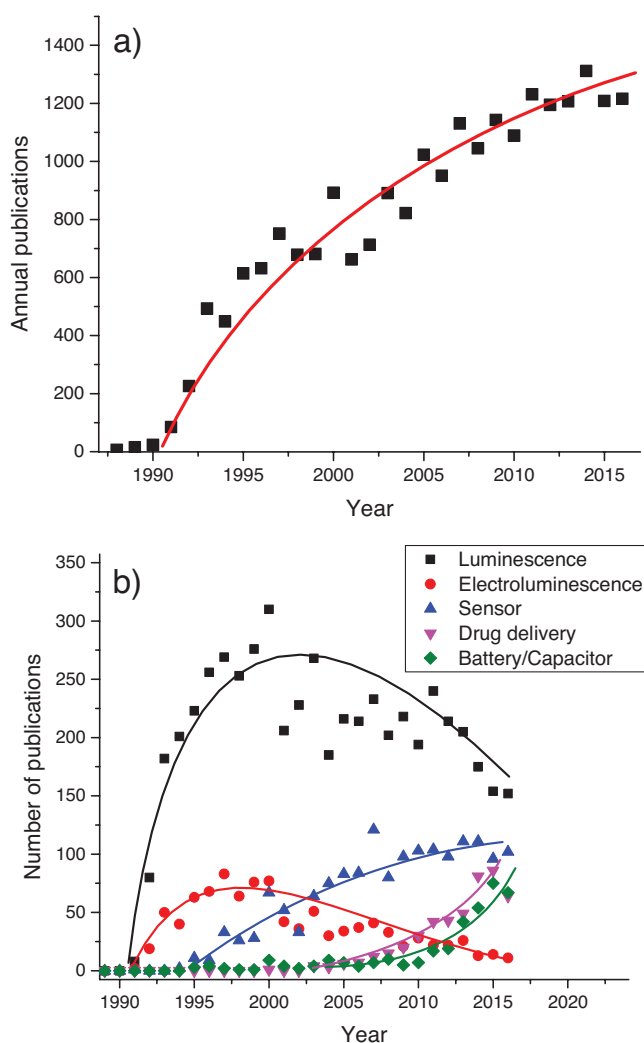 a)
1400
1200
1000
800
600
400
200
0
Annual publications
1990 1995 2000 2005 2010 2015
Year
b)
Luminescence
Electroluminescence
Sensor
Drug delivery
Battery/Capacitor
350
300
250
200
150
100
50
0
Number of publications
1990 1995 2000 2005 2010 2015 2020
Year